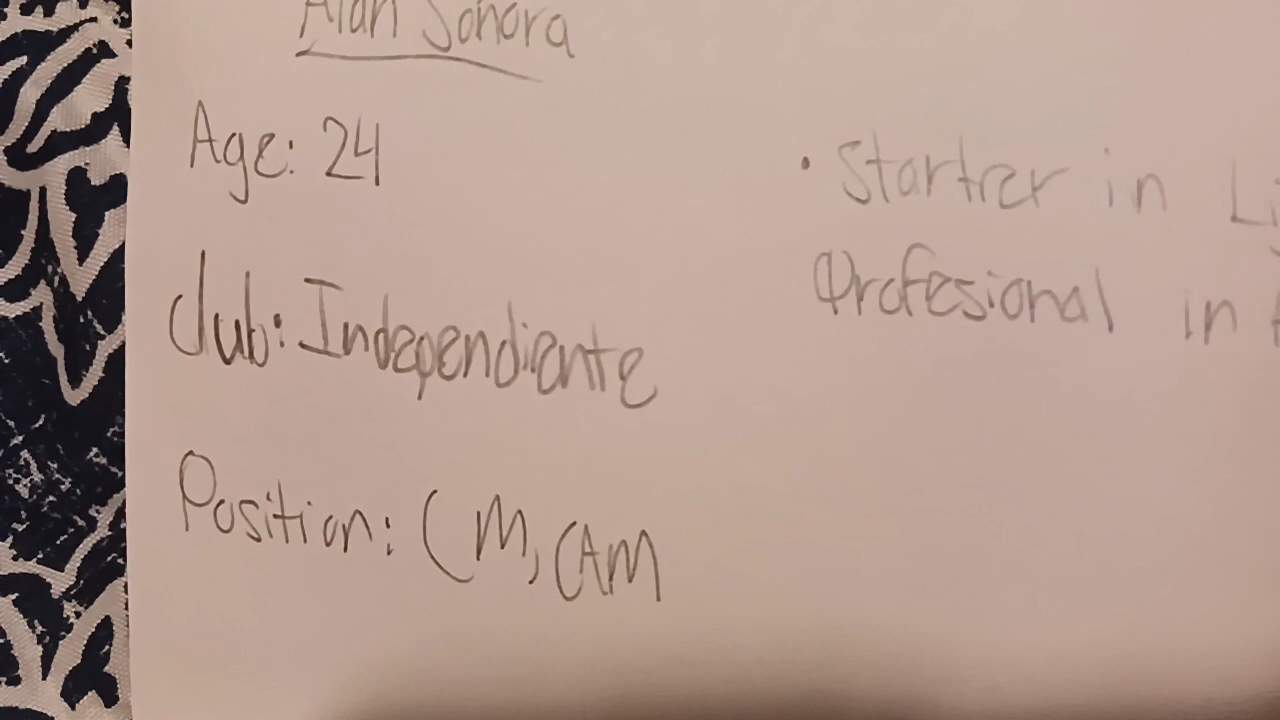 Alan Sonora
Age: 24
Club: Independiente
Position: CM, CAM
• Starter in
Profesional in